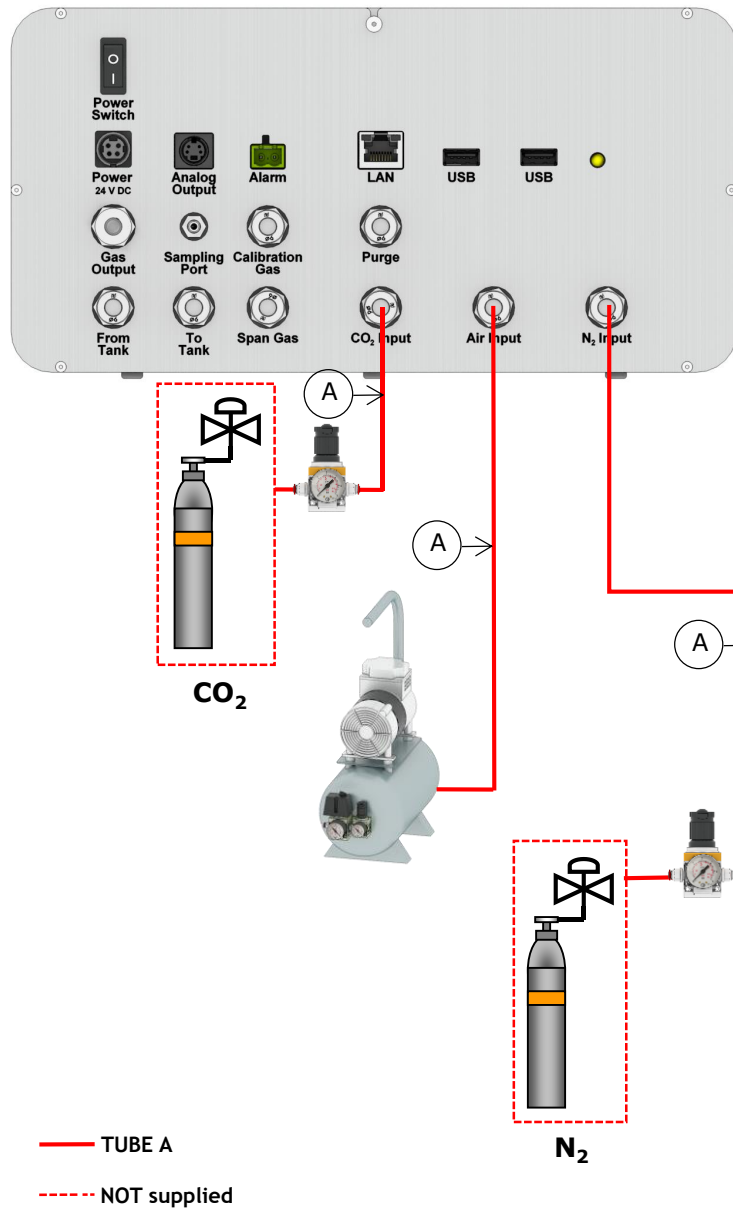 O
I
Power
Switch
Power
24 V DC
Analog
Output
Alarm
LAN
USB
USB
Gas
Output
Sampling
Port
Calibration
Gas
Purge
From
Tank
To
Tank
Span Gas
CO₂ Input
Air Input
N₂ Input
A
A
A
CO₂
N₂
TUBE A
NOT supplied